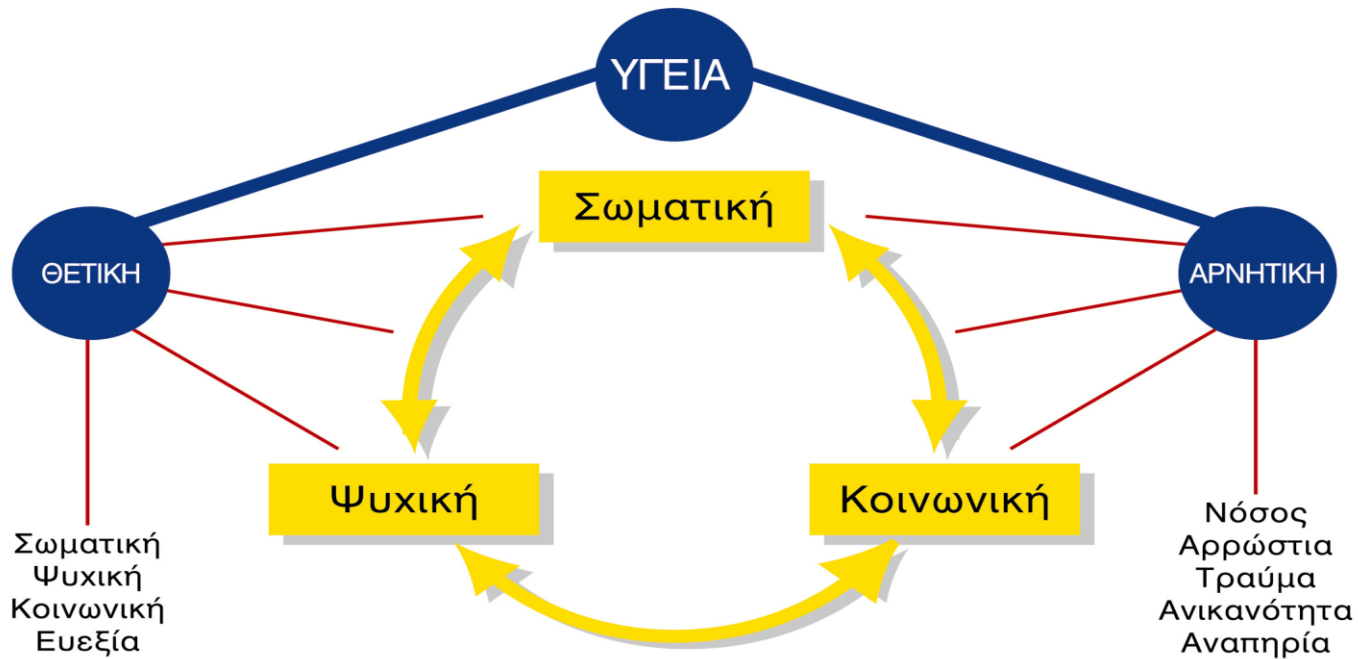 ΥΓΕΙΑ
Σωματική
ΘΕΤΙΚΗ
ΑΡΝΗΤΙΚΗ
Ψυχική
Κοινωνική
Σωματική
Ψυχική
Κοινωνική
Ευεξία
Νόσος
Αρρώστια
Τραύμα
Ανικανότητα
Αναπηρία